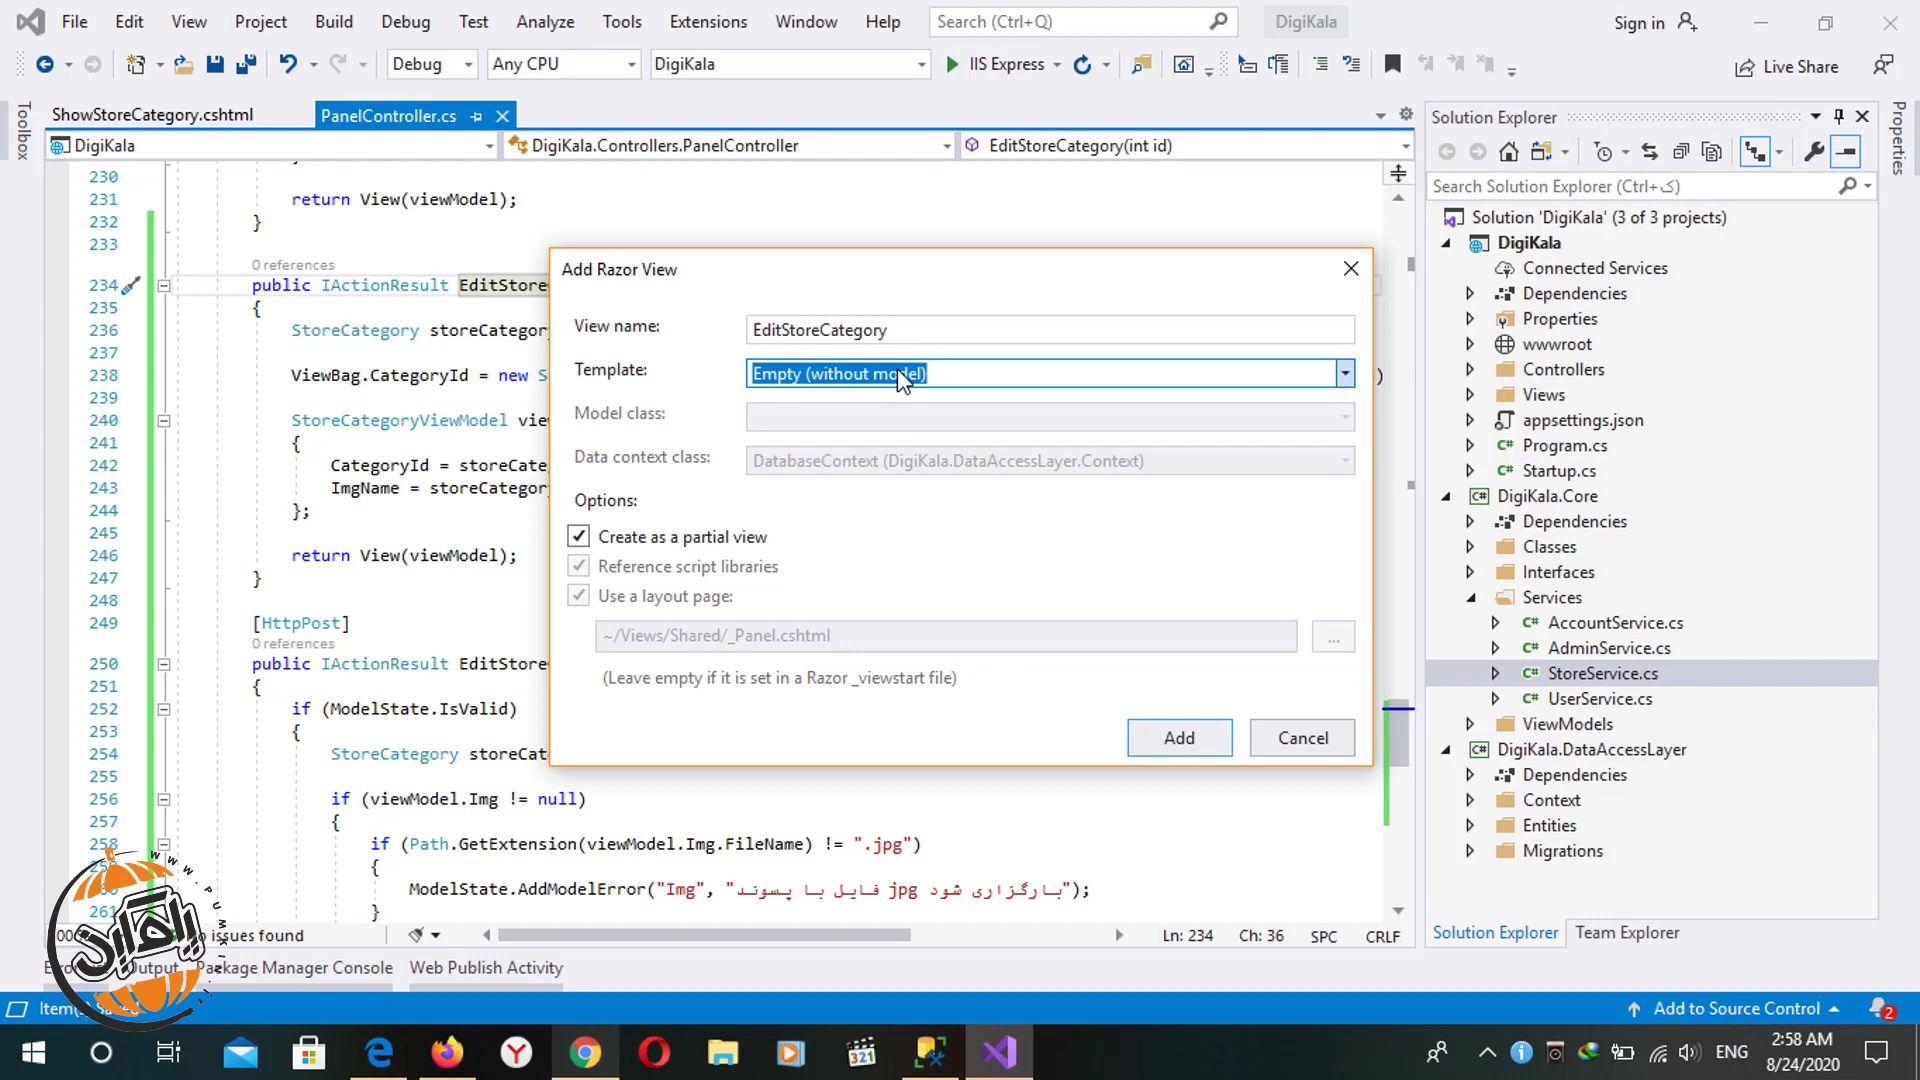 File Edit View Project Build Debug Test Analyze Tools Extensions Window Help Search (Ctrl+Q) DigiKala Sign in
Debug Any CPU DigiKala IIS Express Live Share
Toolbox
ShowStoreCategory.cshtml PanelController.cs
DigiKala DigiKala.Controllers.PanelController EditStoreCategory(int id)
230
231 return View(viewModel);
232 }
233
0 references
234 public IActionResult EditStore
235 {
236 StoreCategory storeCategory
237
238 ViewBag.CategoryId = new S )
239
240 StoreCategoryViewModel view
241 {
242 CategoryId = storeCate
243 ImgName = storeCategory
244 };
245
246 return View(viewModel);
247 }
248
249 [HttpPost]
0 references
250 public IActionResult EditStore
251 {
252 if (ModelState.IsValid)
253 {
254 StoreCategory storeCat
255
256 if (viewModel.Img != null)
257 {
258 if (Path.GetExtension(viewModel.Img.FileName) != ".jpg")
{
ModelState.AddModelError("Img", "فایل با پسوند jpg بارگزاری شود");
261 }
Add Razor View
View name: EditStoreCategory
Template: Empty (without model)
Model class:
Data context class: DatabaseContext (DigiKala.DataAccessLayer.Context)
Options:
Create as a partial view
Reference script libraries
Use a layout page:
~/Views/Shared/_Panel.cshtml ...
(Leave empty if it is set in a Razor _viewstart file)
Add Cancel
Solution Explorer
Search Solution Explorer (Ctrl+ک)
Solution 'DigiKala' (3 of 3 projects)
DigiKala
Connected Services
Dependencies
Properties
wwwroot
Controllers
Views
appsettings.json
Program.cs
Startup.cs
DigiKala.Core
Dependencies
Classes
Interfaces
Services
AccountService.cs
AdminService.cs
StoreService.cs
UserService.cs
ViewModels
DigiKala.DataAccessLayer
Dependencies
Context
Entities
Migrations
Solution Explorer Team Explorer
Properties
issues found Ln: 234 Ch: 36 SPC CRLF
Output Package Manager Console Web Publish Activity
Add to Source Control 2
ENG 2:58 AM
8/24/2020
321